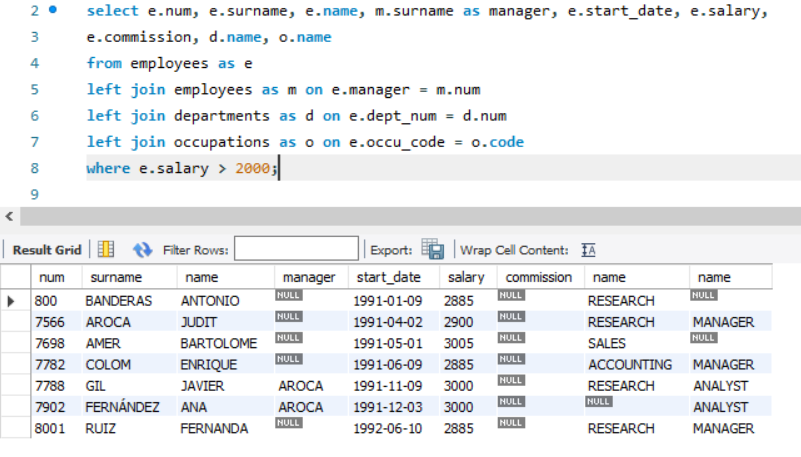 2 select e.num, e.surname, e.name, m.surname as manager, e.start_date, e.salary,
3 e.commission, d.name, o.name
4 from employees as e
5 left join employees as m on e.manager = m.num
6 left join departments as d on e.dept_num = d.num
7 left join occupations as o on e.occu_code = o.code
8 where e.salary > 2000;
9
Result Grid Filter Rows: Export: Wrap Cell Content: IA
num surname name manager start_date salary commission name name
800 BANDERAS ANTONIO NULL 1991-01-09 2885 NULL RESEARCH NULL
7566 AROCA JUDIT NULL 1991-04-02 2900 NULL RESEARCH MANAGER
7698 AMER BARTOLOME NULL 1991-05-01 3005 NULL SALES NULL
7782 COLOM ENRIQUE NULL 1991-06-09 2885 NULL ACCOUNTING MANAGER
7788 GIL JAVIER AROCA 1991-11-09 3000 NULL RESEARCH ANALYST
7902 FERNÁNDEZ ANA AROCA 1991-12-03 3000 NULL NULL ANALYST
8001 RUIZ FERNANDA NULL 1992-06-10 2885 NULL RESEARCH MANAGER